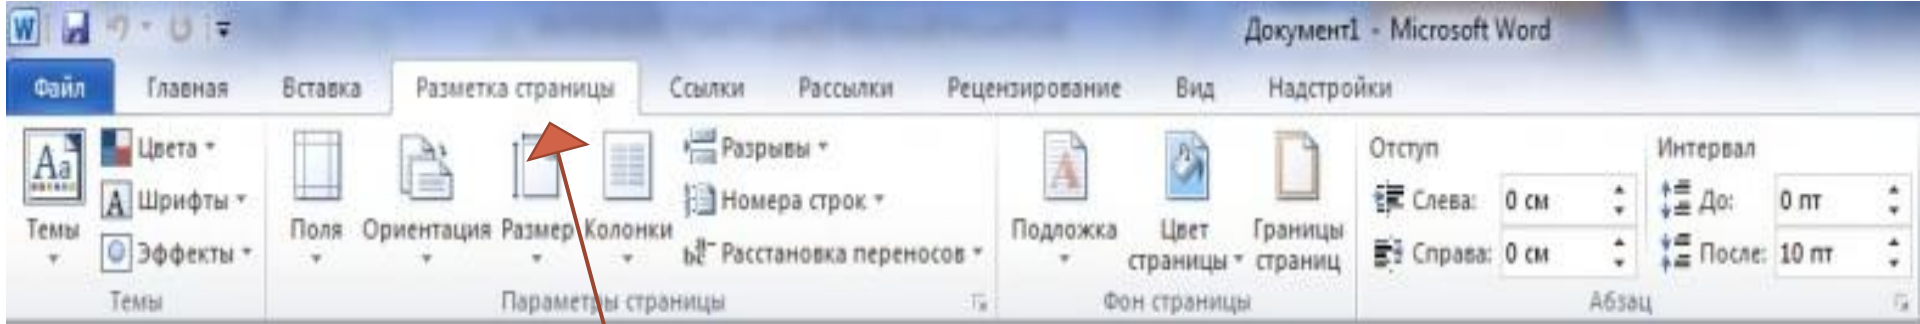 Документ1 - Microsoft Word
Файл Главная Вставка Разметка страницы Ссылки Рассылки Рецензирование Вид Надстройки
Aa Цвета Разрывы Отступ Интервал
A Шрифты Номера строк A Слева: 0 см До: 0 пт
Темы Поля Ориентация Размер Колонки Подложка Цвет страницы Границы страниц
Эффекты Расстановка переносов Справа: 0 см После: 10 пт
Темы Параметры страницы Фон страницы Абзац